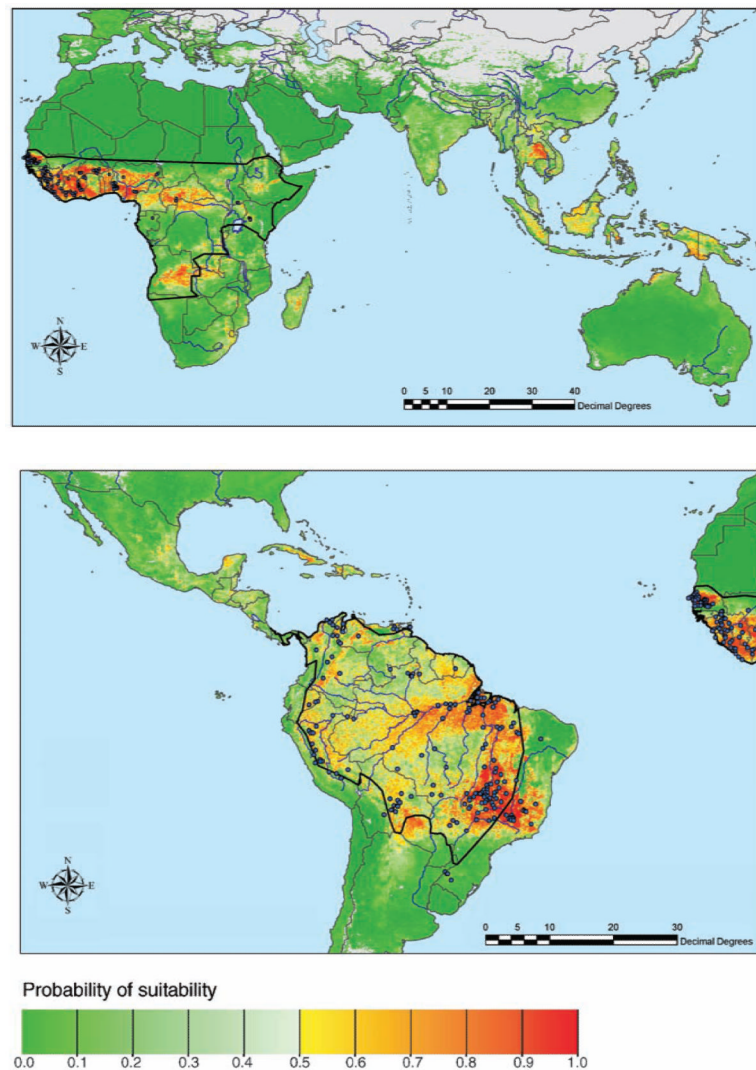 N
W E
S
0 5 10 20 30 40
Decimal Degrees
N
W E
S
0 5 10 20 30
Decimal Degrees
Probability of suitability
0.0 0.1 0.2 0.3 0.4 0.5 0.6 0.7 0.8 0.9 1.0